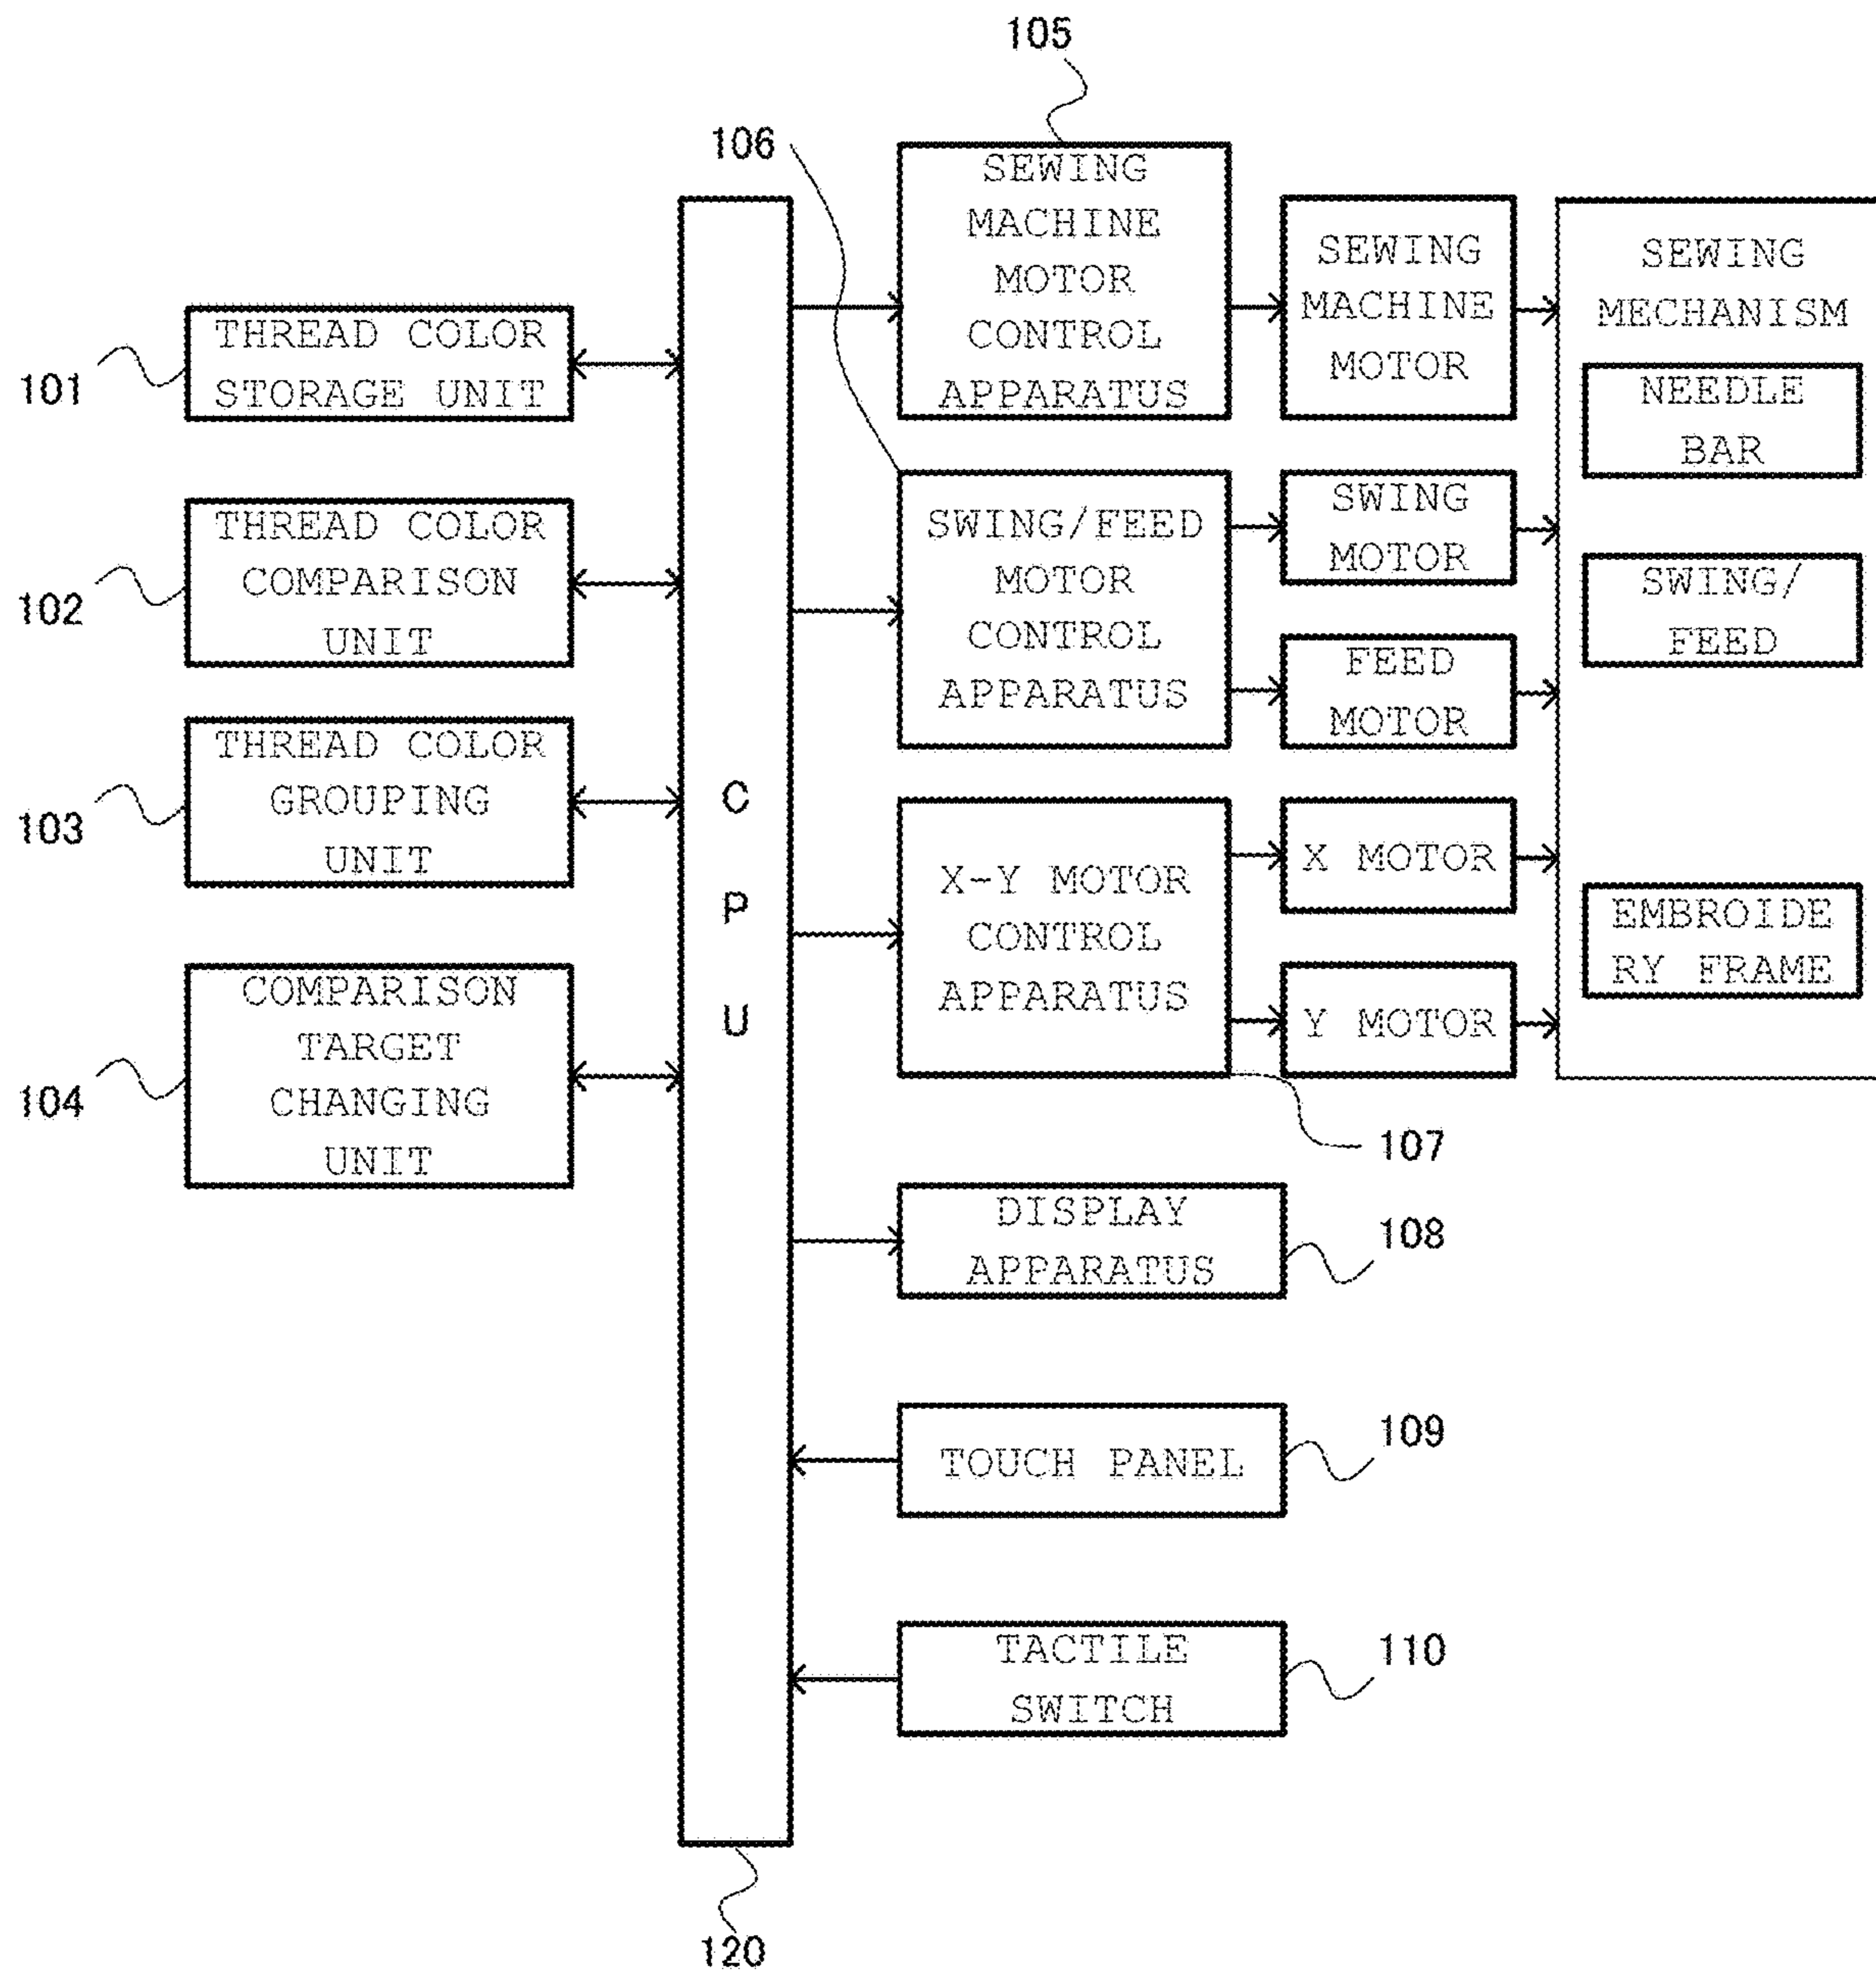 105
106
SEWING
MACHINE
MOTOR
CONTROL
APPARATUS
SEWING
MACHINE
MOTOR
SEWING
MECHANISM
NEEDLE
BAR
SWING/
FEED
EMBROIDE
RY FRAME
101
THREAD COLOR
STORAGE UNIT
102
THREAD COLOR
COMPARISON
UNIT
103
THREAD COLOR
GROUPING
UNIT
104
COMPARISON
TARGET
CHANGING
UNIT
C
P
U
SWING/FEED
MOTOR
CONTROL
APPARATUS
SWING
MOTOR
FEED
MOTOR
X-Y MOTOR
CONTROL
APPARATUS
X MOTOR
Y MOTOR
107
DISPLAY
APPARATUS
108
TOUCH PANEL
109
TACTILE
SWITCH
110
120